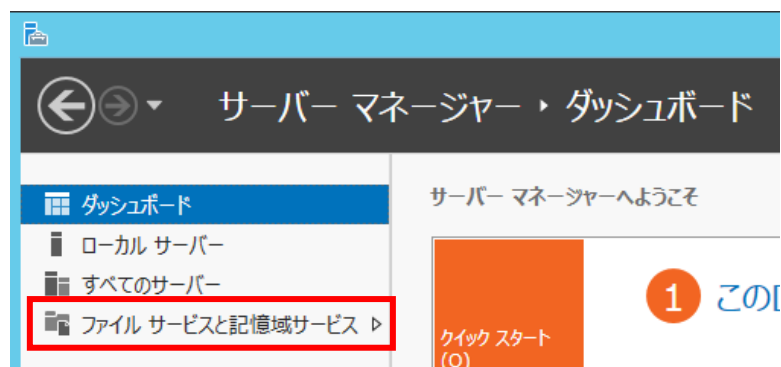 サーバー マネージャー・ダッシュボード
ダッシュボード
ローカル サーバー
すべてのサーバー
ファイル サービスと記憶域サービス
サーバー マネージャーへようこそ
クイック スタート
(Q)
1 この